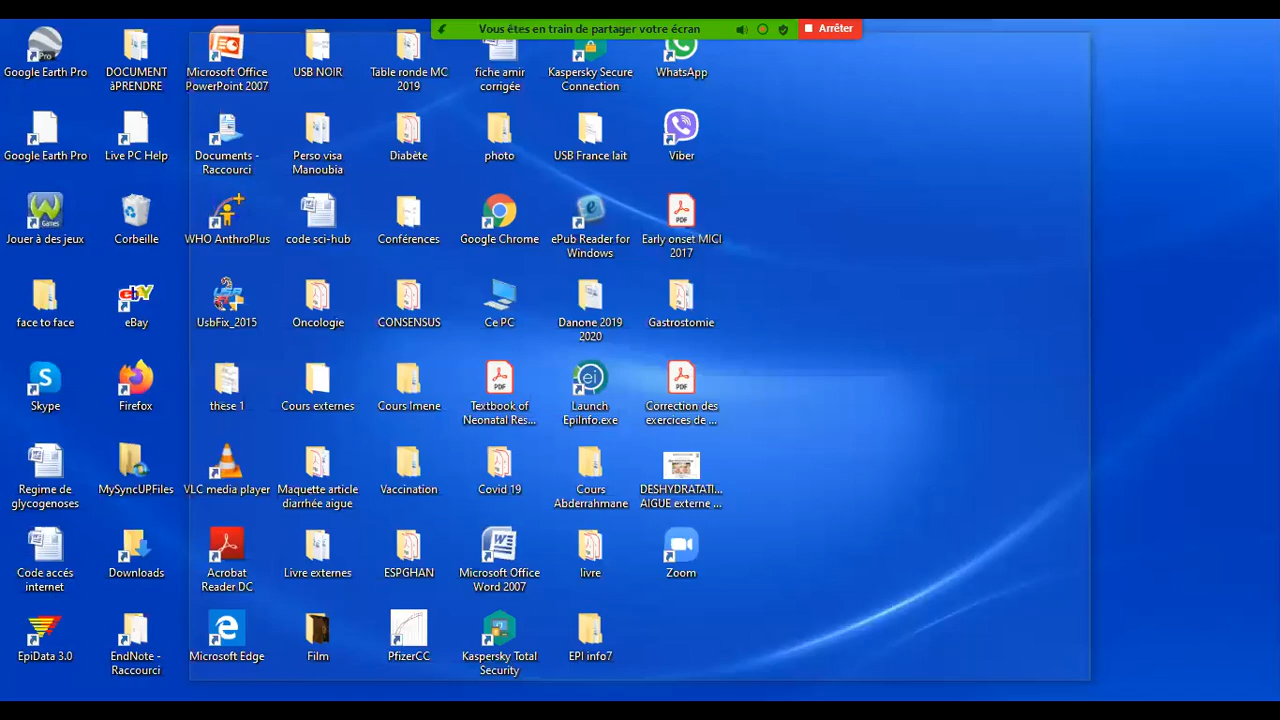 Vous êtes en train de partager votre écran
Arrêter
Google Earth Pro
DOCUMENT
àPRENDRE
Microsoft Office
PowerPoint 2007
USB NOIR
Table ronde MC
2019
fiche amir
corrigée
Kaspersky Secure
Connection
WhatsApp
Google Earth Pro
Live PC Help
Documents -
Raccourci
Perso visa
Manoubia
Diabète
photo
USB France lait
Viber
Games
Jouer à des jeux
Corbeille
WHO AnthroPlus
code sci-hub
Conférences
Google Chrome
ePub Reader for
Windows
PDF
Early onset MICI
2017
face to face
eBay
UsbFix_2015
Oncologie
CONSENSUS
Ce PC
Danone 2019
2020
Gastrostomie
Skype
Firefox
these 1
Cours externes
Cours Imene
PDF
Textbook of
Neonatal Res...
Launch
EpiInfo.exe
PDF
Correction des
exercices de ...
Regime de
glycogenoses
MySyncUPFiles
VLC media player
Maquette article
diarrhée aigue
Vaccination
Covid 19
Cours
Abderrahmane
DESHYDRATATI...
AIGUE externe ...
Code accés
internet
Downloads
Acrobat
Reader DC
Livre externes
ESPGHAN
Microsoft Office
Word 2007
livre
Zoom
EpiData 3.0
EndNote -
Raccourci
Microsoft Edge
Film
PfizerCC
Kaspersky Total
Security
EPI info7